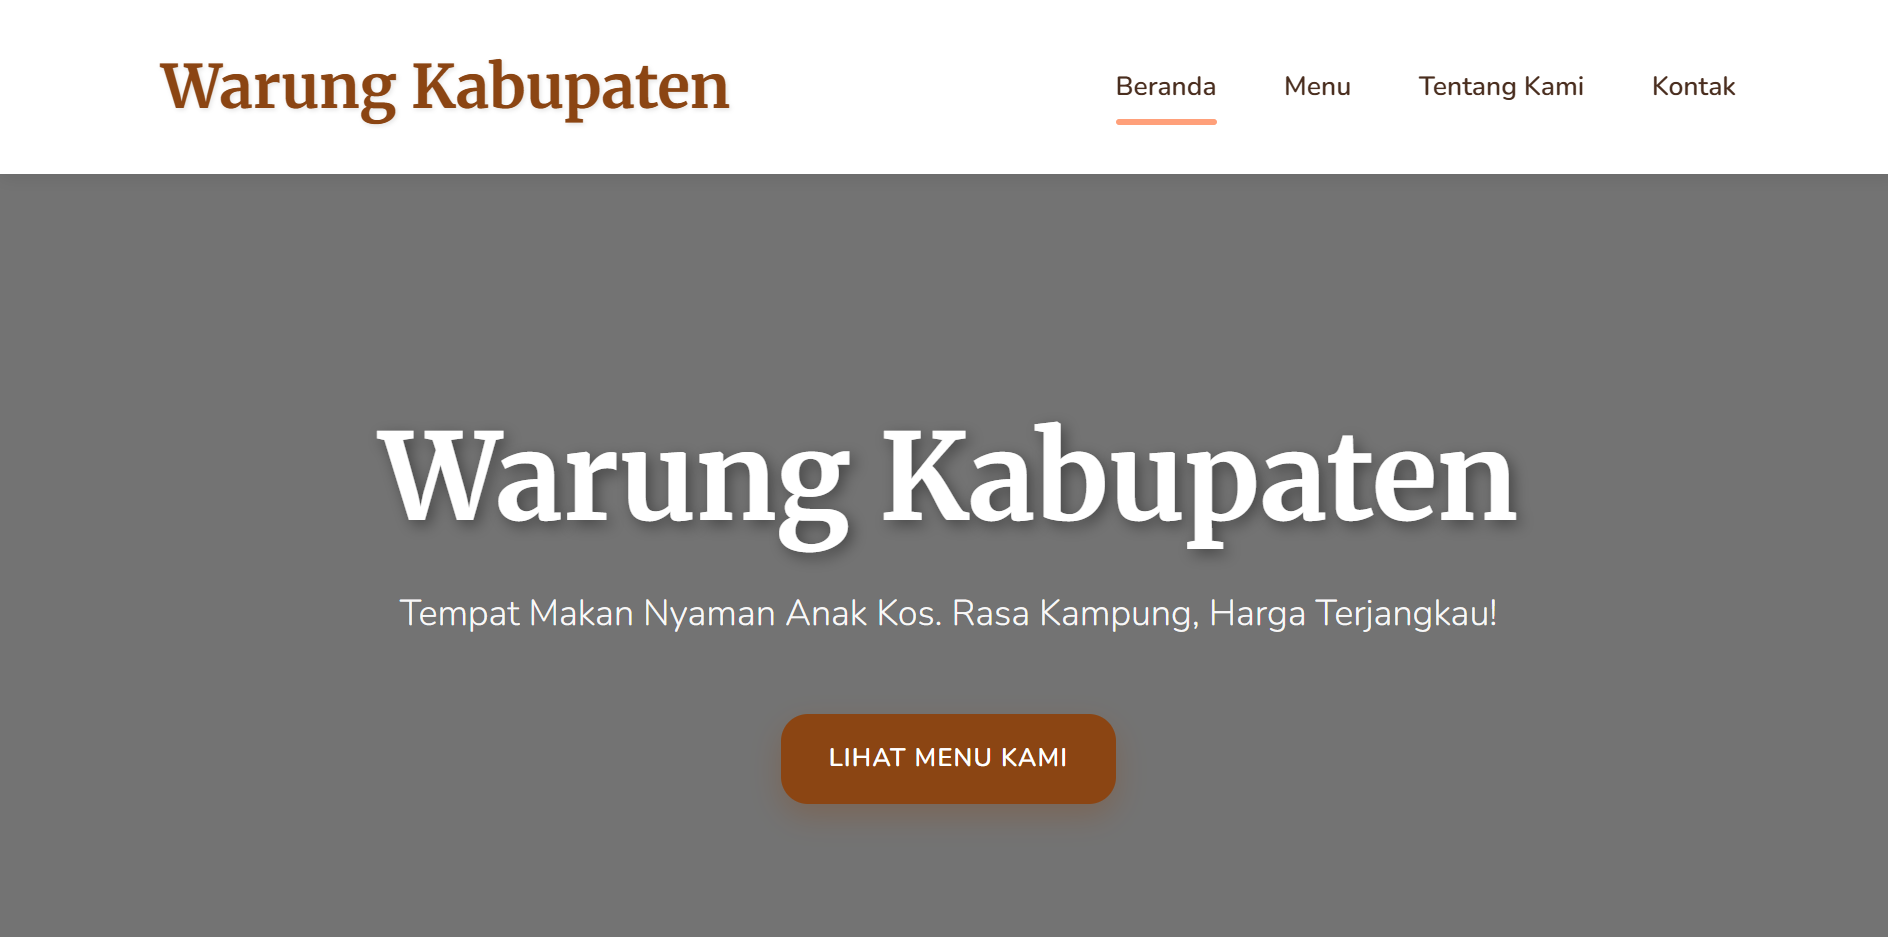 Warung Kabupaten
Beranda Menu Tentang Kami Kontak
Warung Kabupaten
Tempat Makan Nyaman Anak Kos. Rasa Kampung, Harga Terjangkau!
LIHAT MENU KAMI